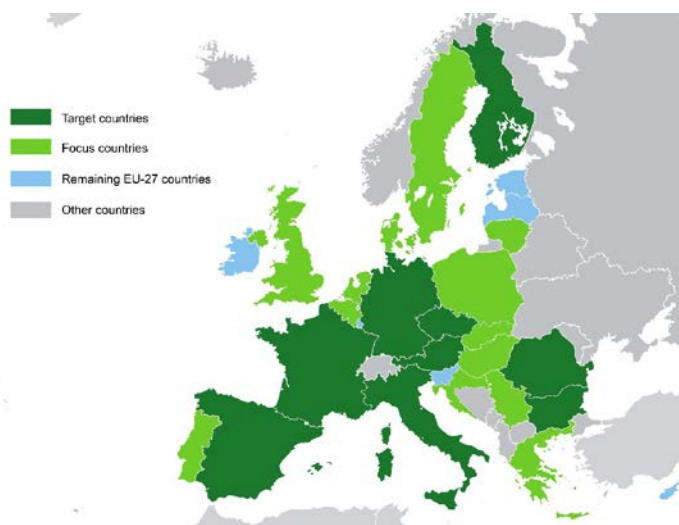 Target countries
Focus countries
Remaining EU-27 countries
Other countries